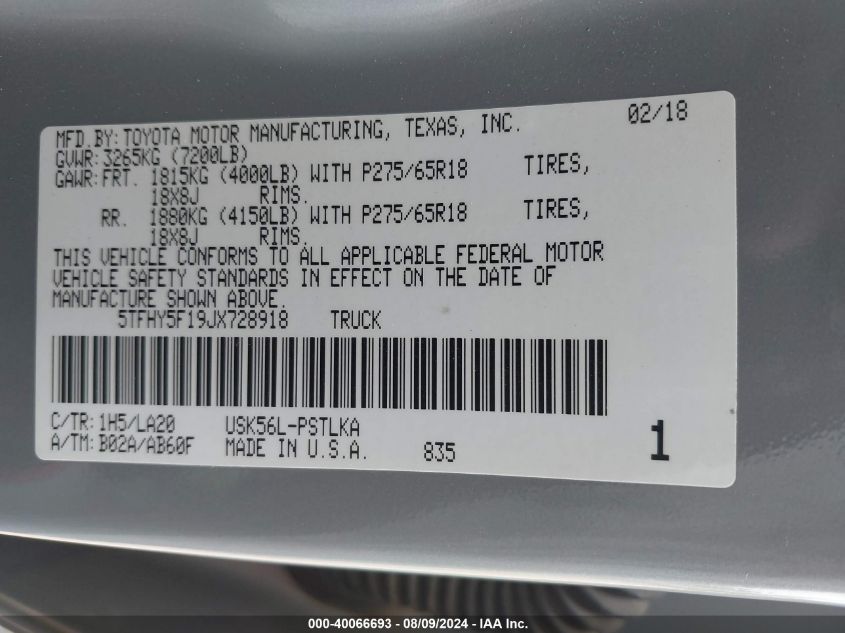 02/18
MFD.BY:TOYOTA MOTOR MANUFACTURING, TEXAS, INC.
GVWR:3265KG (7200LB)
GAWR:FRT. 1815KG (4000LB) WITH P275/65R18 TIRES,
18X8J RIMS.
RR. 1880KG (4150LB) WITH P275/65R18 TIRES,
18X8J RIMS.
THIS VEHICLE CONFORMS TO ALL APPLICABLE FEDERAL MOTOR
VEHICLE SAFETY STANDARDS IN EFFECT ON THE DATE OF
MANUFACTURE SHOWN ABOVE.
5TFHY5F19JX728918 TRUCK
C/TR:1H5/LA20 USK56L-PSTLKA
A/TM:B02A/AB60F MADE IN U.S.A. 835 1
000-40066693 - 08/09/2024 - IAAI.com